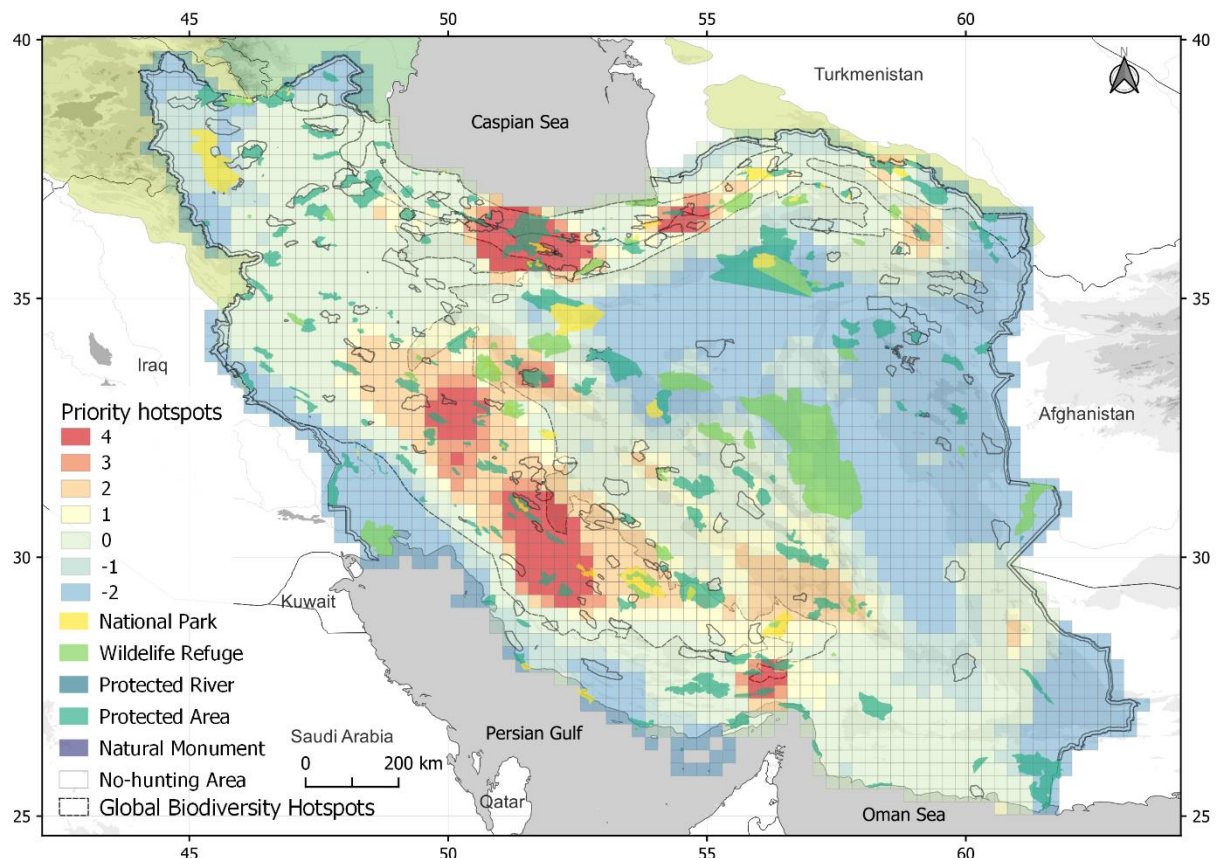 45 50 55 60
40 40
N
Turkmenistan
Caspian Sea
35 35
Iraq
Afghanistan
Priority hotspots
4
3
2
1
0
-1
-2
30 30
Kuwait
National Park
Wildelife Refuge
Protected River
Protected Area
Natural Monument
No-hunting Area
Global Biodiversity Hotspots
Saudi Arabia
0 200 km
Persian Gulf
Qatar
Oman Sea
25 25
45 50 55 60